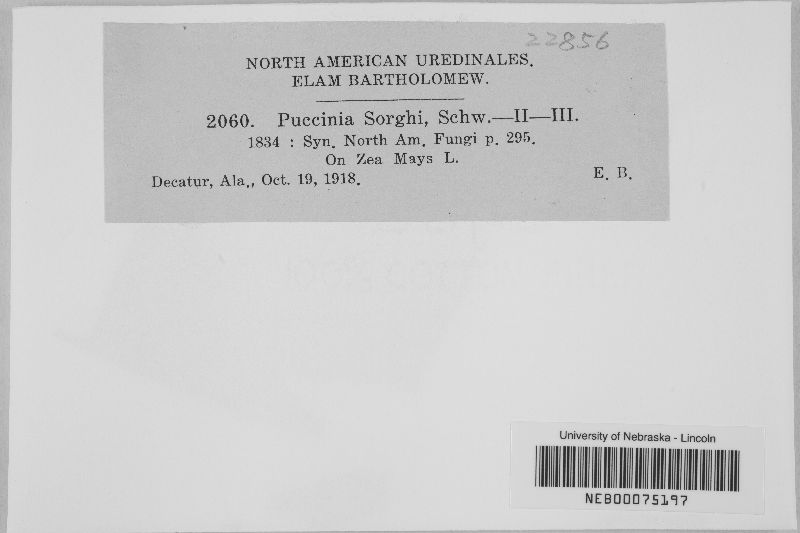 22856
NORTH AMERICAN UREDINALES.
ELAM BARTHOLOMEW.
2060. Puccinia Sorghi, Schw.—II—III.
1834 : Syn. North Am. Fungi p. 295.
On Zea Mays L.
Decatur, Ala., Oct. 19, 1918. E. B.
University of Nebraska - Lincoln
NEB00075197